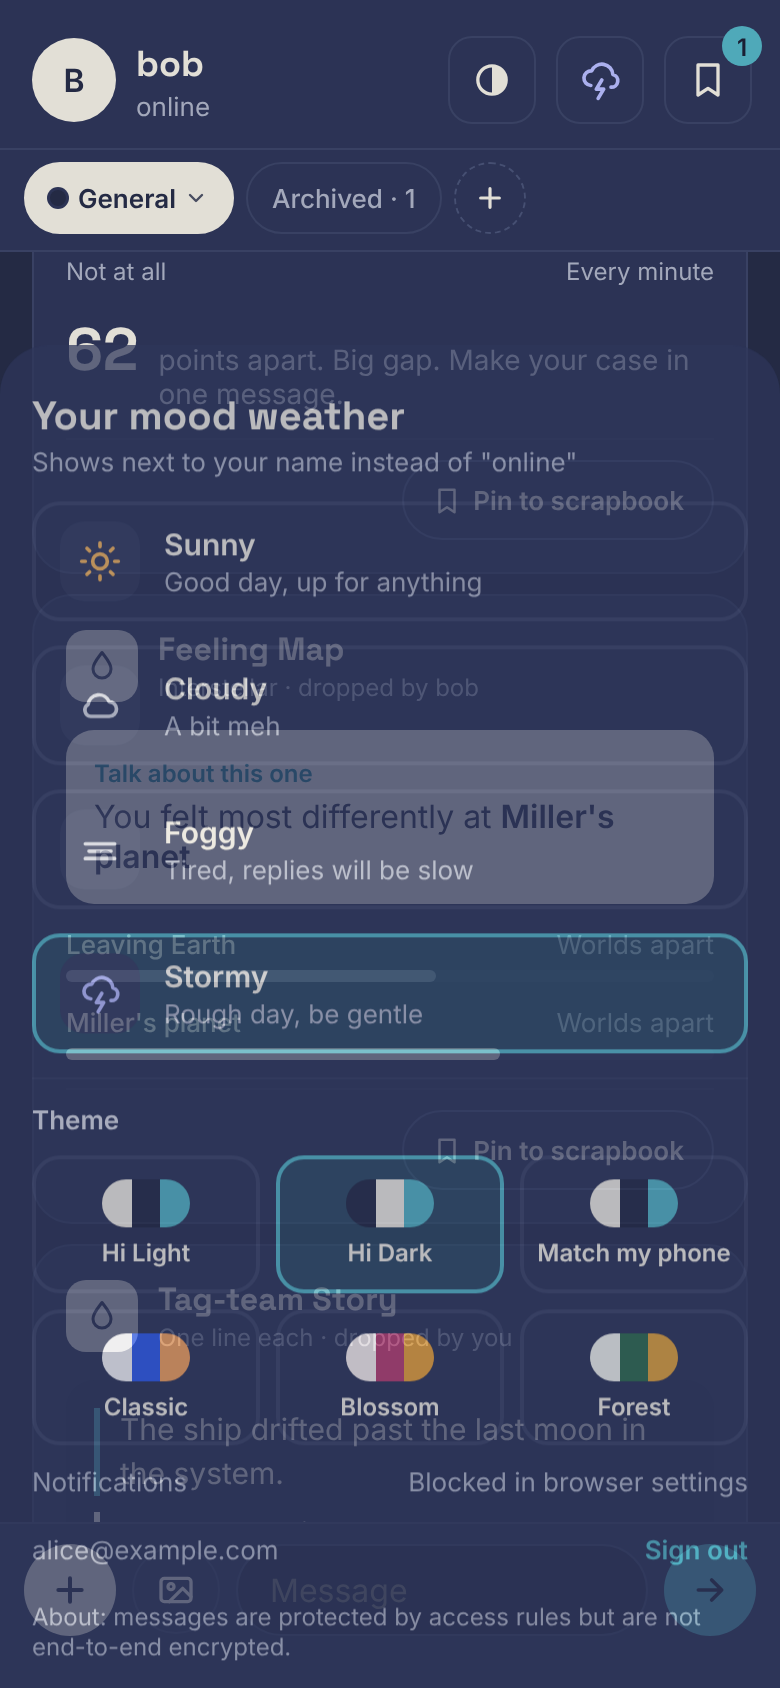 B
bob
online
1
General
Archived · 1
Not at all
Every minute
62
points apart. Big gap. Make your case in
one message.
Your mood weather
Shows next to your name instead of "online"
Pin to scrapbook
Sunny
Good day, up for anything
Feeling Map
Interstellar · dropped by bob
Cloudy
A bit meh
Talk about this one
You felt most differently at Miller's
planet
Foggy
Tired, replies will be slow
Leaving Earth
Worlds apart
Stormy
Rough day, be gentle
Miller's planet
Worlds apart
Theme
Pin to scrapbook
Hi Light
Hi Dark
Match my phone
Tag-team Story
One line each · dropped by you
Classic
Blossom
Forest
The ship drifted past the last moon in
the system.
Notifications
Blocked in browser settings
alice@example.com
Sign out
Message
About: messages are protected by access rules but are not
end-to-end encrypted.